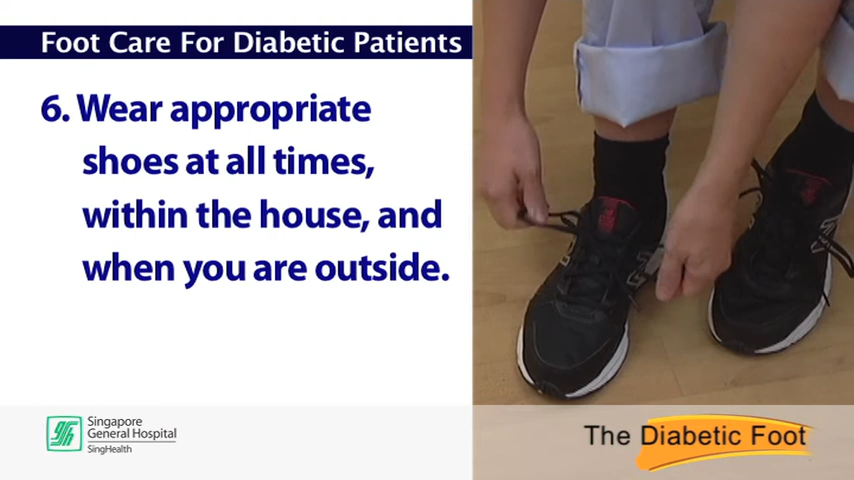 Foot Care For Diabetic Patients
6. Wear appropriate
shoes at all times,
within the house, and
when you are outside.
Singapore
General Hospital
SingHealth
The Diabetic Foot